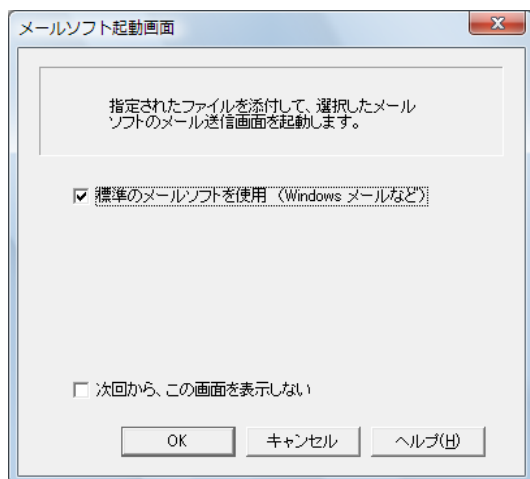 メールソフト起動画面
指定されたファイルを添付して、選択したメール
ソフトのメール送信画面を起動します。
標準のメールソフトを使用（Windows メールなど）
次回から、この画面を表示しない
OK キャンセル ヘルプ(H)